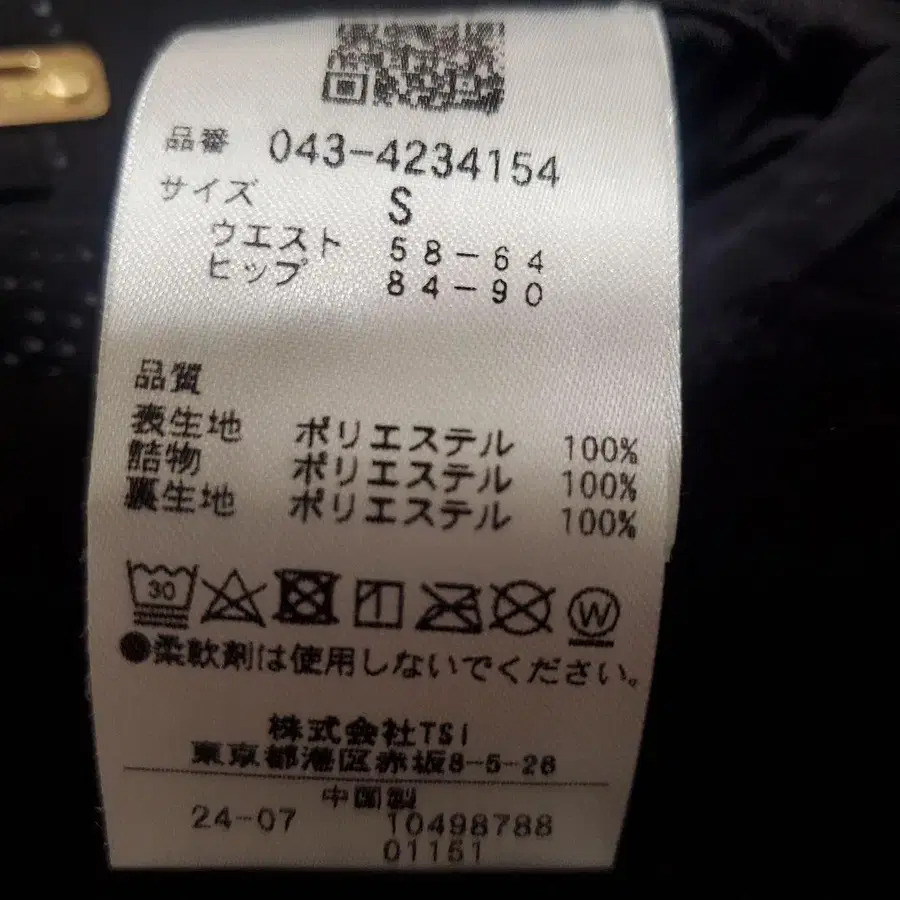 品番 043-4234154
サイズ S
ウエスト 58-64
ヒップ 84-90
品質
表生地 ポリエステル 100%
詰物 ポリエステル 100%
裏生地 ポリエステル 100%
30
W
●柔軟剤は使用しないでください。
株式会社TSI
東京都港区赤坂8-5-26
中国製
24-07 10498788
01151